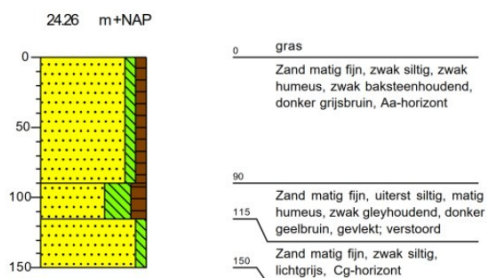 24.26 m+NAP
0
50
100
150
0 gras
Zand matig fijn, zwak siltig, zwak
humeus, zwak baksteenhoudend,
donker grijsbruin, Aa-horizont
90
Zand matig fijn, uiterst siltig, matig
115
humeus, zwak gleyhoudend, donker
geelbruin, gevlekt; verstoord
Zand matig fijn, zwak siltig,
150
lichtgrijs, Cg-horizont